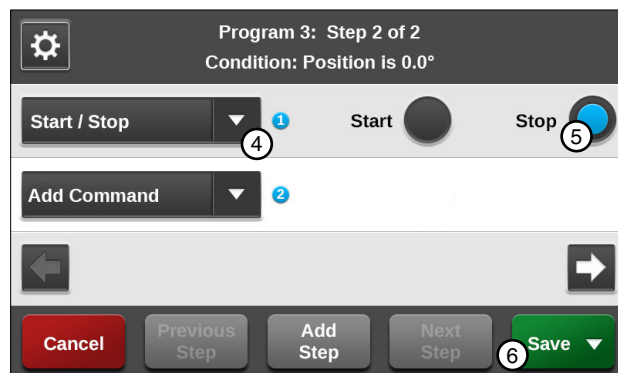 Program 3: Step 2 of 2
Condition: Position is 0.0°
Start / Stop
4
1
Start
Stop
5
Add Command
2
Cancel
Previous
Step
Add
Step
Next
Step
6
Save